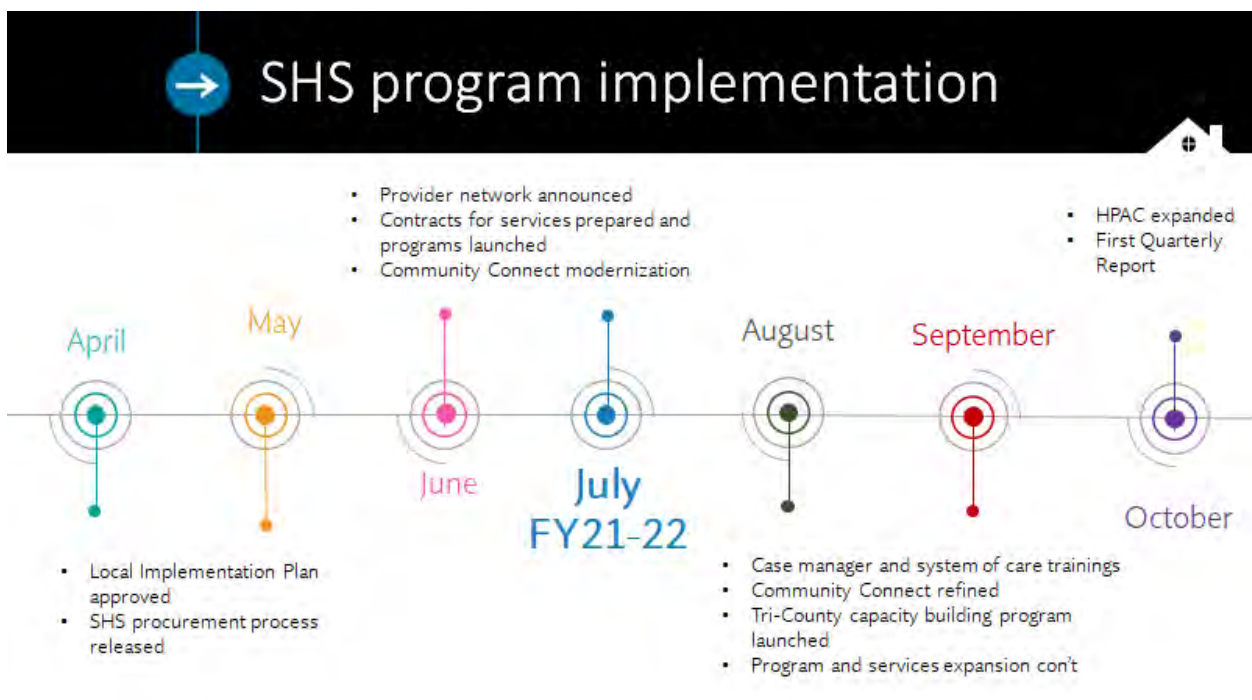 SHS program implementation
• Provider network announced
• Contracts for services prepared and
programs launched
• Community Connect modernization
• HPAC expanded
• First Quarterly
Report
April
May
June
July
FY21-22
August
September
October
• Local Implementation Plan
approved
• SHS procurement process
released
• Case manager and system of care trainings
• Community Connect refined
• Tri-County capacity building program
launched
• Program and services expansion con't